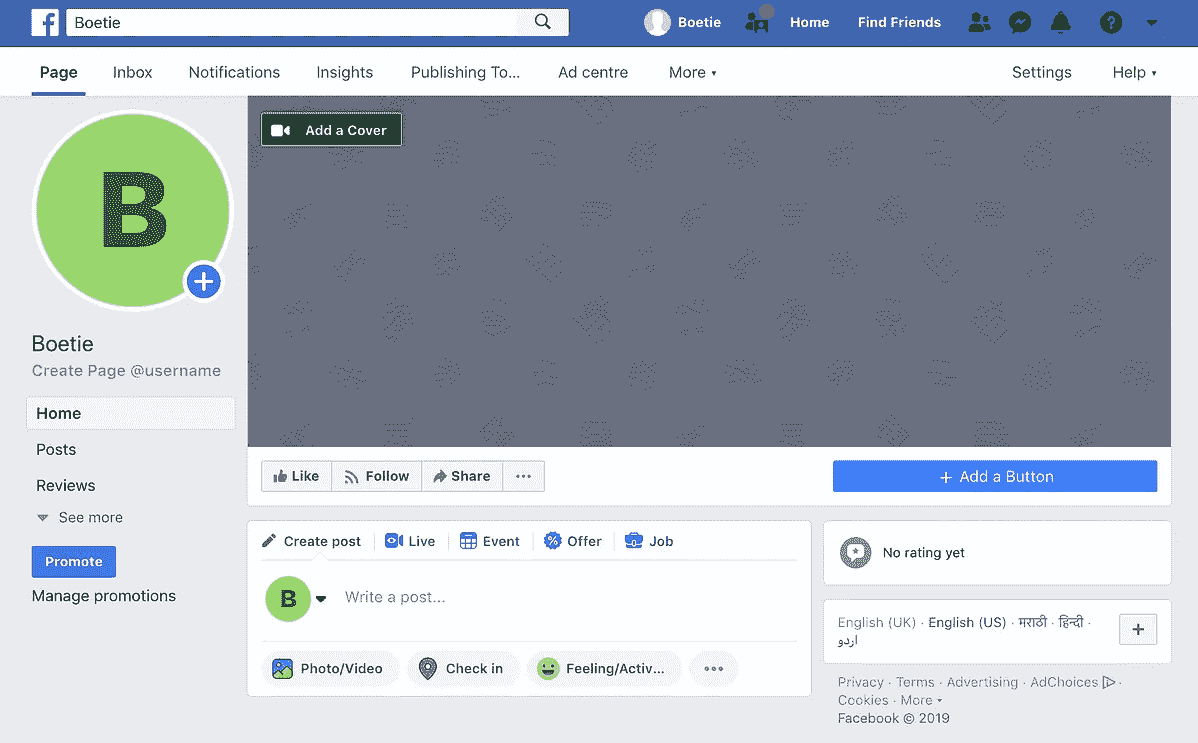 f Boetie Boetie Home Find Friends ?
Page Inbox Notifications Insights Publishing To... Ad centre More Settings Help
Add a Cover
B
Boetie
Create Page @username
Home
Posts
Reviews
See more
Promote
Manage promotions
Like Follow Share ... + Add a Button
Create post Live Event Offer Job
B Write a post...
Photo/Video Check in Feeling/Activ... ...
No rating yet
English (UK) · English (US) · मराठी · हिन्दी ·
اردو
+
Privacy · Terms · Advertising · AdChoices ·
Cookies · More
Facebook © 2019